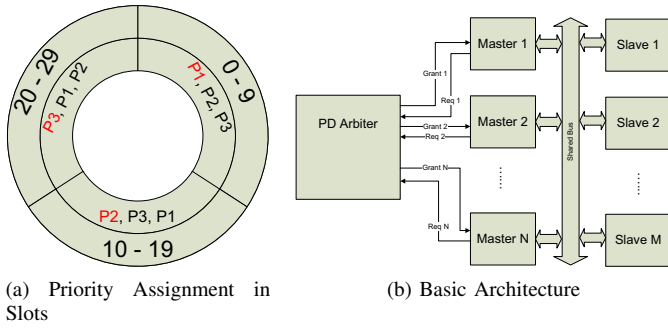 20 - 29
P3, P1, P2
0 - 9
P1, P2, P3
P2, P3, P1
10 - 19
(a) Priority Assignment in
Slots
PD Arbiter
Grant 1
Req 1
Grant 2
Req 2
Grant N
Req N
Master 1
Master 2
......
Master N
Shared Bus
Slave 1
Slave 2
......
Slave M
(b) Basic Architecture